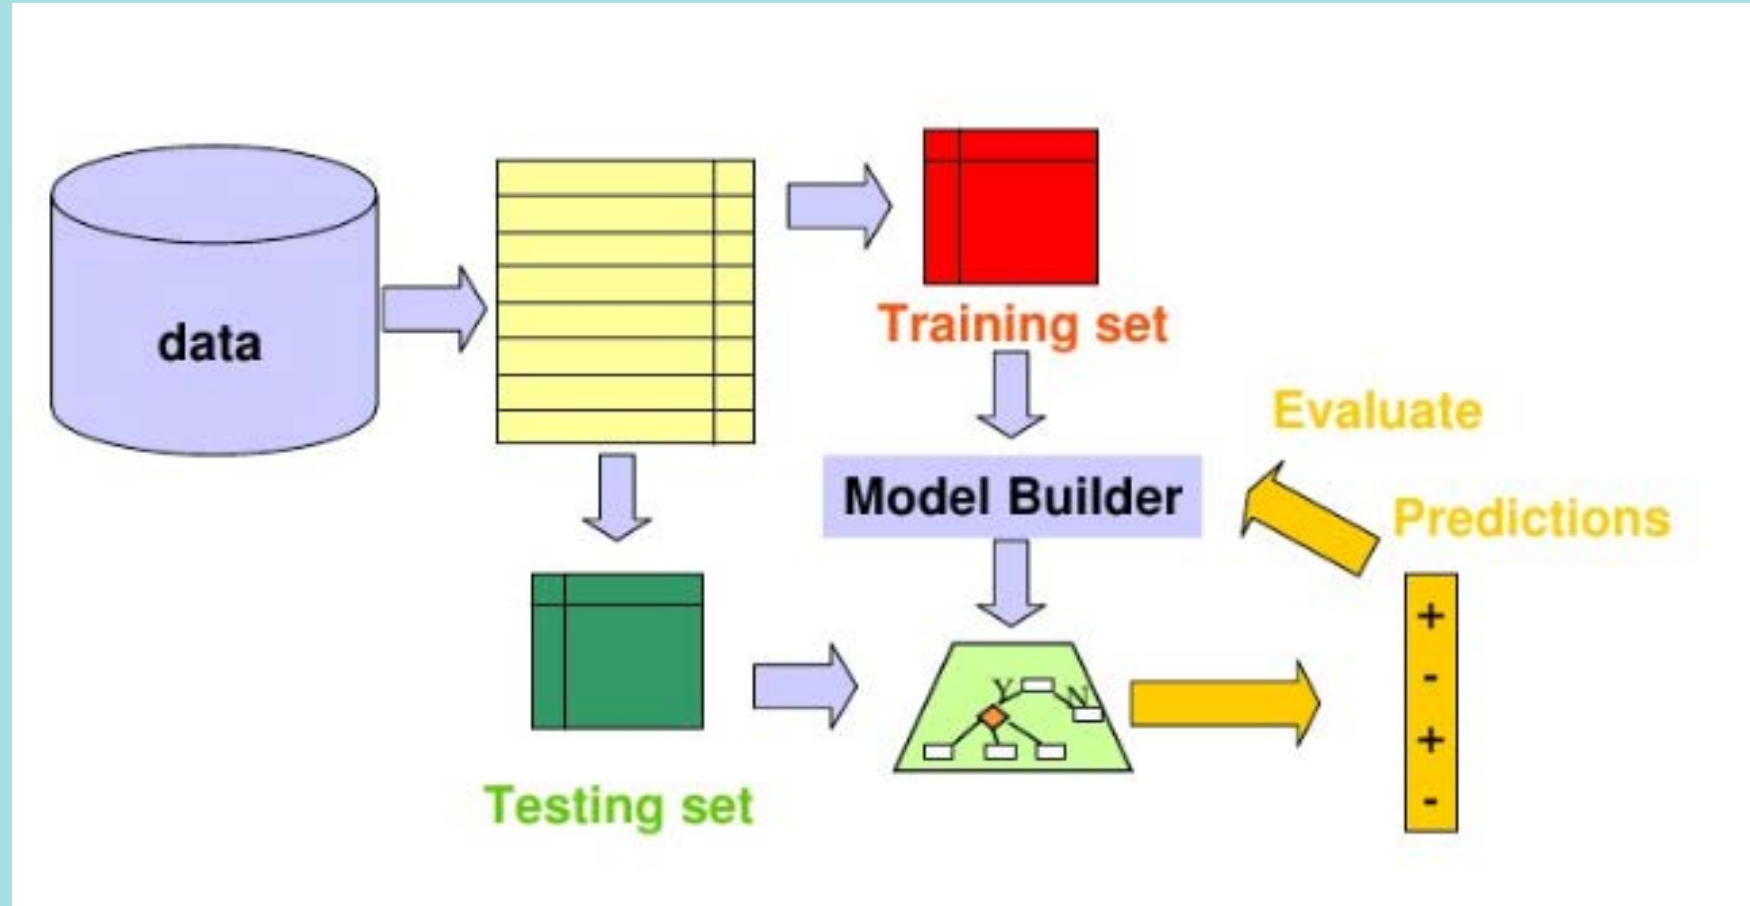 data
Training set
Evaluate
Model Builder
Predictions
Y N
+
-
+
-
Testing set